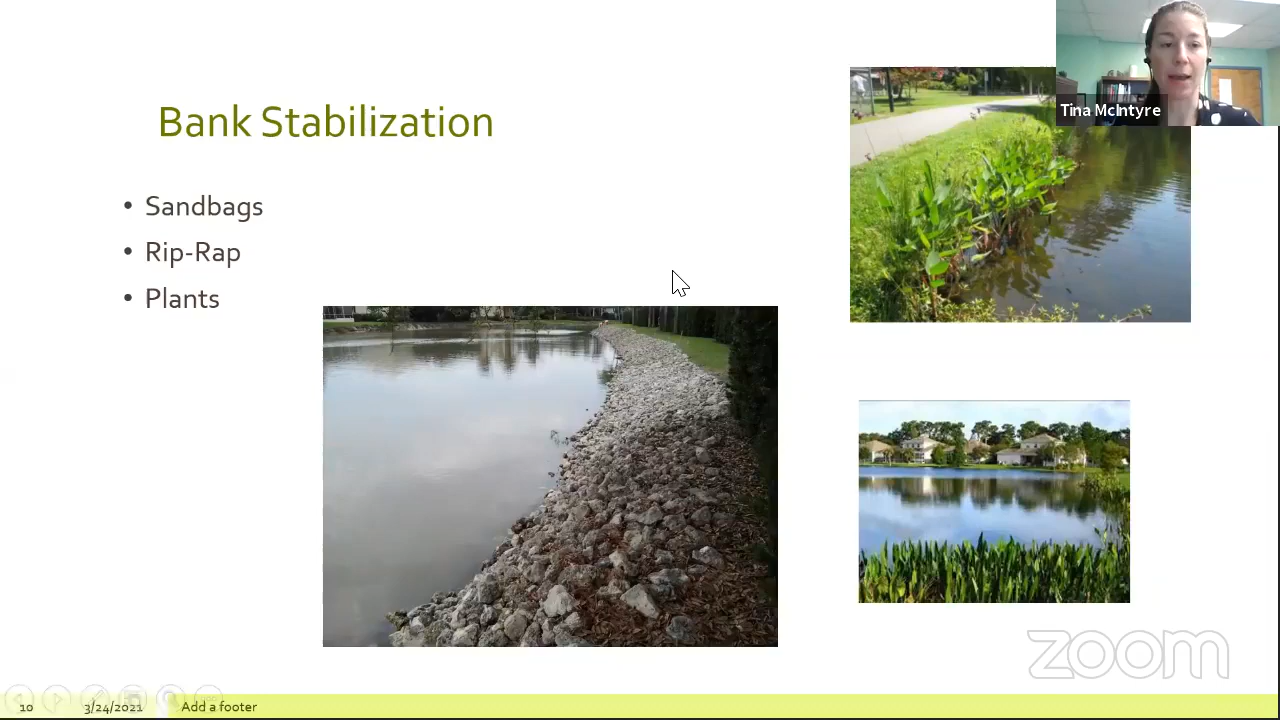 Tina McIntyre
Bank Stabilization
• Sandbags
• Rip-Rap
• Plants
zoom
10 3/24/2021 Add a footer